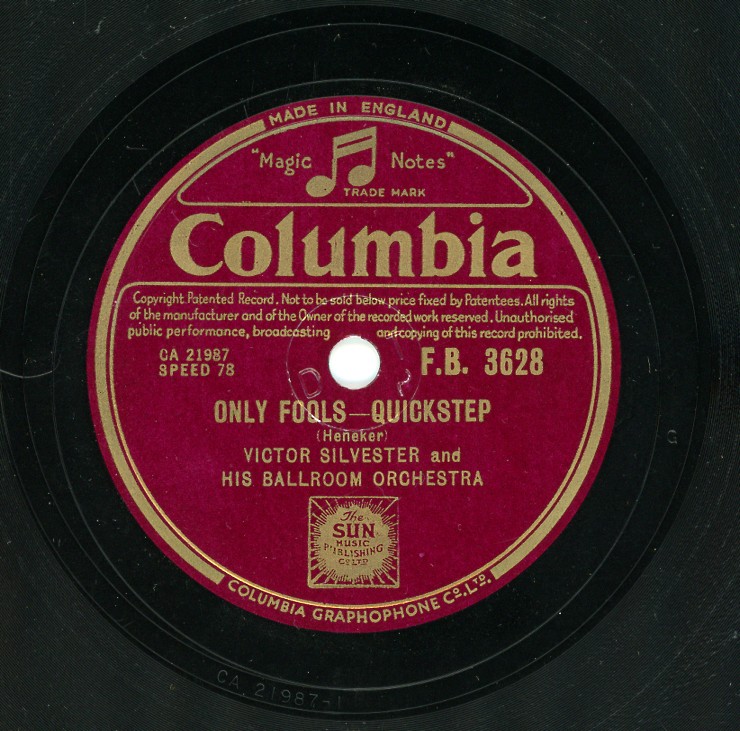 MADE IN ENGLAND
"Magic Notes"
TRADE MARK
Columbia
Copyright Patented Record. Not to be sold below price fixed by Patentees. All rights
of the manufacturer and of the Owner of the recorded work reserved. Unauthorised
public performance, broadcasting and copying of this record prohibited.
CA 21987
SPEED 78
F.B. 3628
D R
ONLY FOOLS—QUICKSTEP
(Heneker)
VICTOR SILVESTER and
HIS BALLROOM ORCHESTRA
The
SUN
MUSIC
PUBLISHING
CO LTD
COLUMBIA GRAPHOPHONE CO. LTD.
G
CA 21987-1